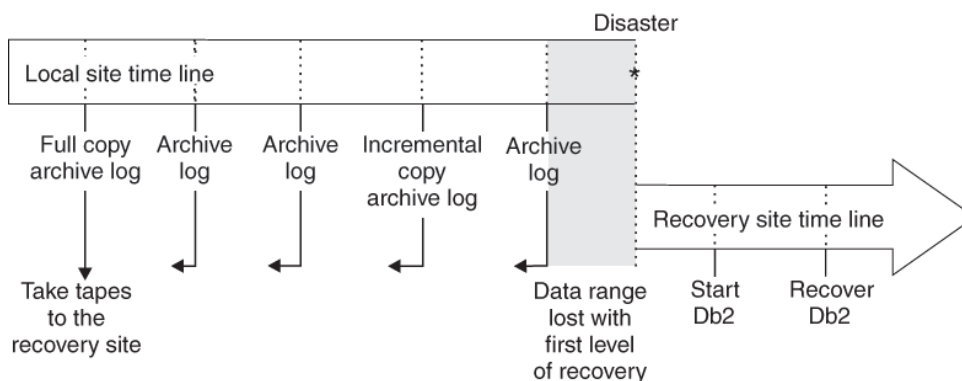 Disaster
Local site time line
*
Full copy
archive log
Archive
log
Archive
log
Incremental
copy
archive log
Archive
log
Recovery site time line
Take tapes
to the
recovery site
Data range
lost with
first level
of recovery
Start
Db2
Recover
Db2